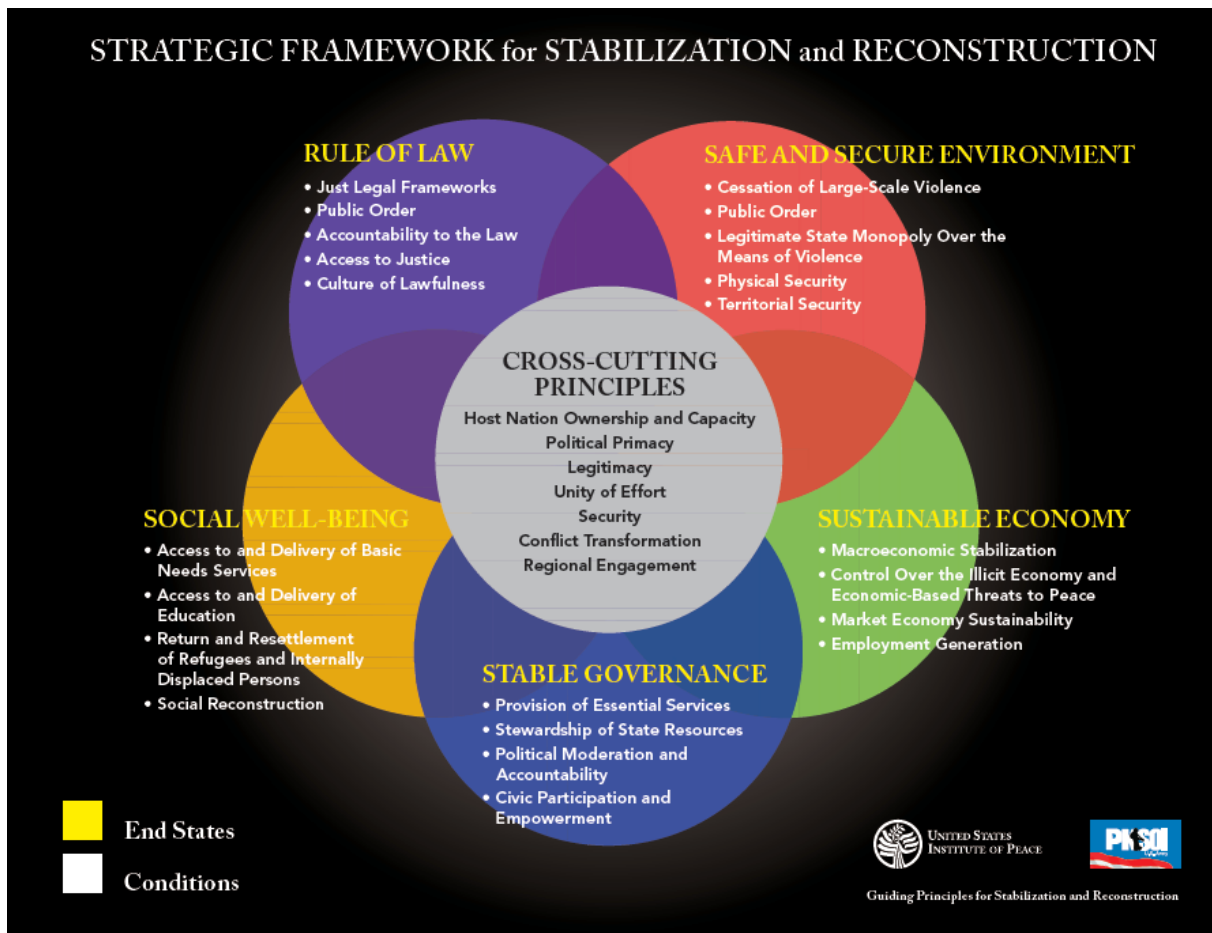 STRATEGIC FRAMEWORK for STABILIZATION and RECONSTRUCTION
RULE OF LAW
• Just Legal Frameworks
• Public Order
• Accountability to the Law
• Access to Justice
• Culture of Lawfulness
SAFE AND SECURE ENVIRONMENT
• Cessation of Large-Scale Violence
• Public Order
• Legitimate State Monopoly Over the
Means of Violence
• Physical Security
• Territorial Security
CROSS-CUTTING
PRINCIPLES
Host Nation Ownership and Capacity
Political Primacy
Legitimacy
Unity of Effort
Security
Conflict Transformation
Regional Engagement
SOCIAL WELL-BEING
• Access to and Delivery of Basic
Needs Services
• Access to and Delivery of
Education
• Return and Resettlement
of Refugees and Internally
Displaced Persons
• Social Reconstruction
SUSTAINABLE ECONOMY
• Macroeconomic Stabilization
• Control Over the Illicit Economy and
Economic-Based Threats to Peace
• Market Economy Sustainability
• Employment Generation
STABLE GOVERNANCE
• Provision of Essential Services
• Stewardship of State Resources
• Political Moderation and
Accountability
• Civic Participation and
Empowerment
End States
Conditions
UNITED STATES
INSTITUTE OF PEACE
PKSOI
Guiding Principles for Stabilization and Reconstruction